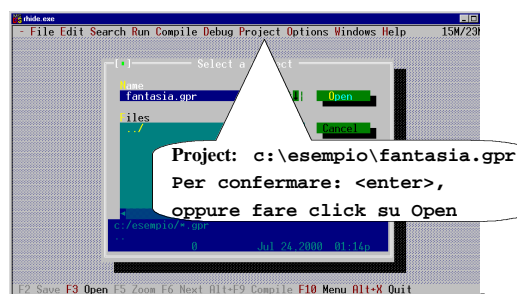 rhide.exe
- File Edit Search Run Compile Debug Project Options Windows Help 15M/23
Select a
Name
fantasia.gpr
Open
Files
../
Cancel
Project: c:\esempio\fantasia.gpr
Per confermare: <enter>,
oppure fare click su Open
c:/esempio/*.gpr
..
0 Jul 24,2000 01:14p
F2 Save F3 Open F5 Zoom F6 Next Alt+F9 Compile F10 Menu Alt+X Quit